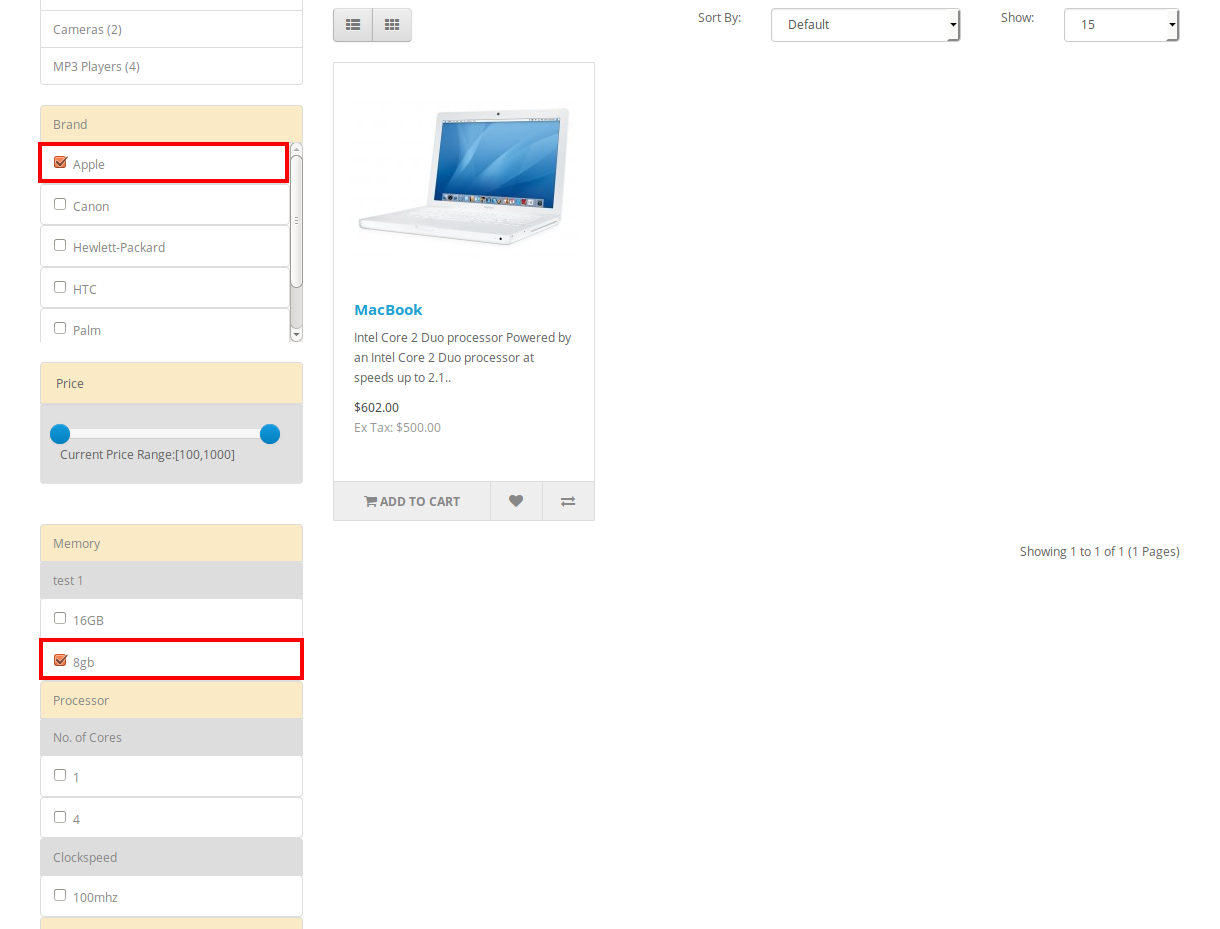 Cameras (2)
MP3 Players (4)
Brand
Apple
Canon
Hewlett-Packard
HTC
Palm
Price
Current Price Range:[100,1000]
Memory
test 1
16GB
8gb
Processor
No. of Cores
1
4
Clockspeed
100mhz
Sort By:
Default
Show:
15
MacBook
Intel Core 2 Duo processor Powered by
an Intel Core 2 Duo processor at
speeds up to 2.1..
$602.00
Ex Tax: $500.00
ADD TO CART
Showing 1 to 1 of 1 (1 Pages)